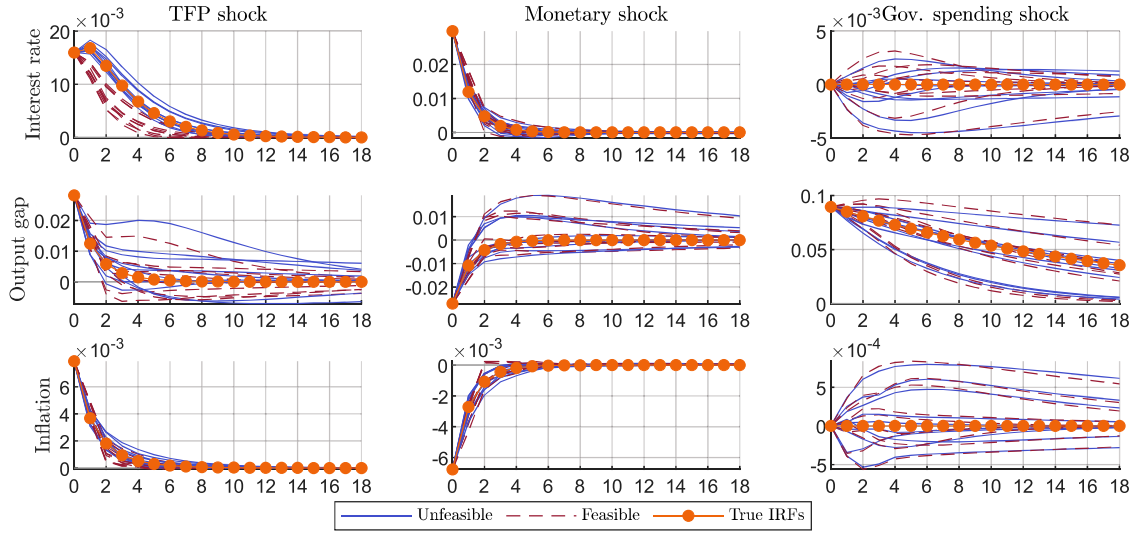 TFP shock
Monetary shock
Gov. spending shock
Interest rate
20
×10⁻³
10
0
0 2 4 6 8 10 12 14 16 18
0.02
0.01
0
0 2 4 6 8 10 12 14 16 18
5
×10⁻³
0
-5
0 2 4 6 8 10 12 14 16 18
Output gap
0.02
0.01
0
0 2 4 6 8 10 12 14 16 18
0.01
0
-0.01
-0.02
0 2 4 6 8 10 12 14 16 18
0.1
0.05
0
0 2 4 6 8 10 12 14 16 18
Inflation
×10⁻³
6
4
2
0
0 2 4 6 8 10 12 14 16 18
×10⁻³
0
-2
-4
-6
0 2 4 6 8 10 12 14 16 18
×10⁻⁴
5
0
-5
0 2 4 6 8 10 12 14 16 18
Unfeasible Feasible True IRFs